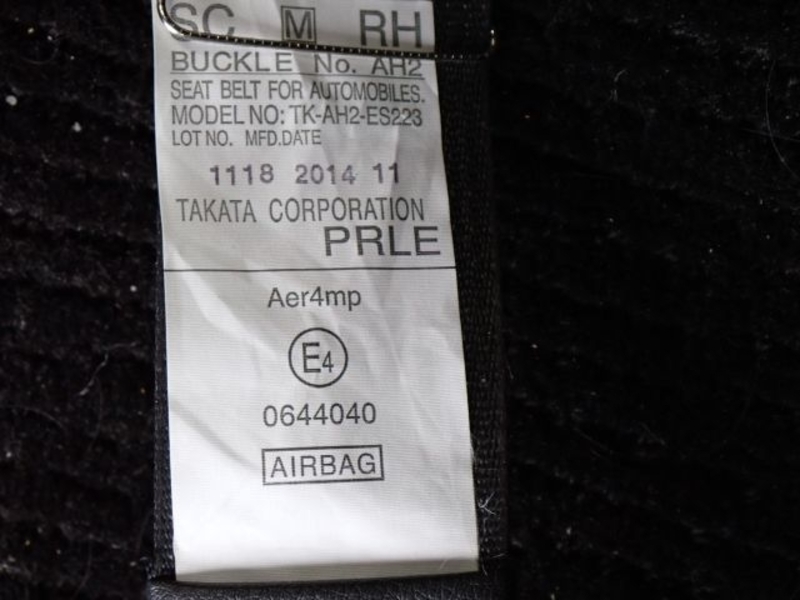 SC M RH
BUCKLE No. AH2
SEAT BELT FOR AUTOMOBILES.
MODEL NO: TK-AH2-ES223
LOT NO. MFD.DATE
1118 2014 11
TAKATA CORPORATION
PRLE
Aer4mp
E4
0644040
AIRBAG